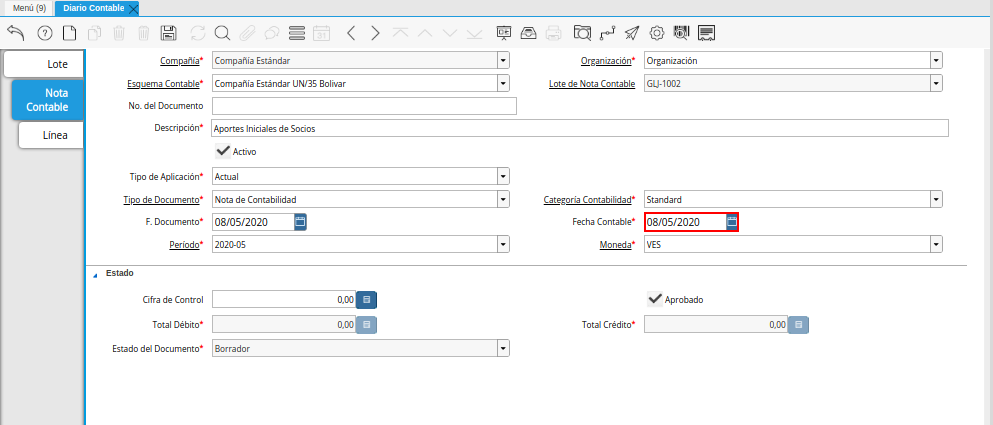 Menú (9) Diario Contable
Lote
Nota
Contable
Línea
Compañía* Compañía Estándar Organización* Organización
Esquema Contable* Compañía Estándar UN/35 Bolivar Lote de Nota Contable GLJ-1002
No. del Documento
Descripción* Aportes Iniciales de Socios
Activo
Tipo de Aplicación* Actual
Tipo de Documento* Nota de Contabilidad Categoría Contabilidad* Standard
F. Documento* 08/05/2020 Fecha Contable* 08/05/2020
Período* 2020-05 Moneda* VES
Estado
Cifra de Control 0,00 Aprobado
Total Débito* 0,00 Total Crédito* 0,00
Estado del Documento* Borrador